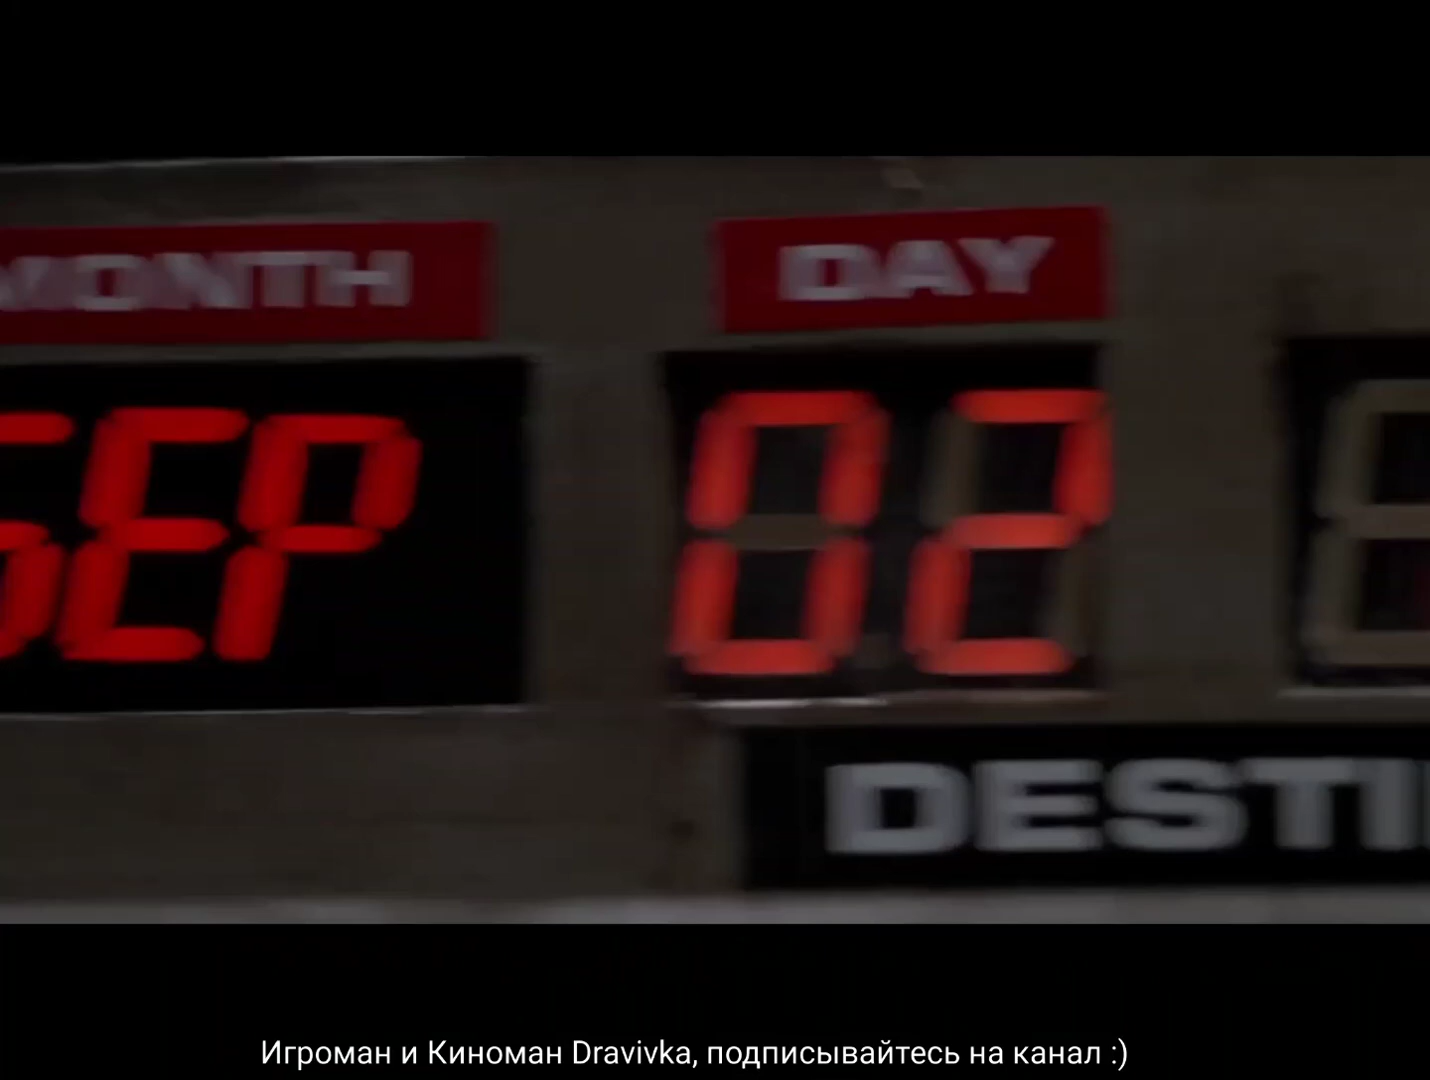 MONTH DAY
SEP 02
DESTI
Игроман и Киноман Dravivka, подписывайтесь на канал :)